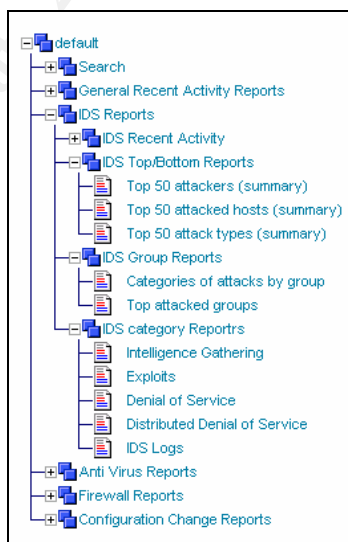 default
Search
General Recent Activity Reports
IDS Reports
IDS Recent Activity
IDS Top/Bottom Reports
Top 50 attackers (summary)
Top 50 attacked hosts (summary)
Top 50 attack types (summary)
IDS Group Reports
Categories of attacks by group
Top attacked groups
IDS category Reportrs
Intelligence Gathering
Exploits
Denial of Service
Distributed Denial of Service
IDS Logs
Anti Virus Reports
Firewall Reports
Configuration Change Reports